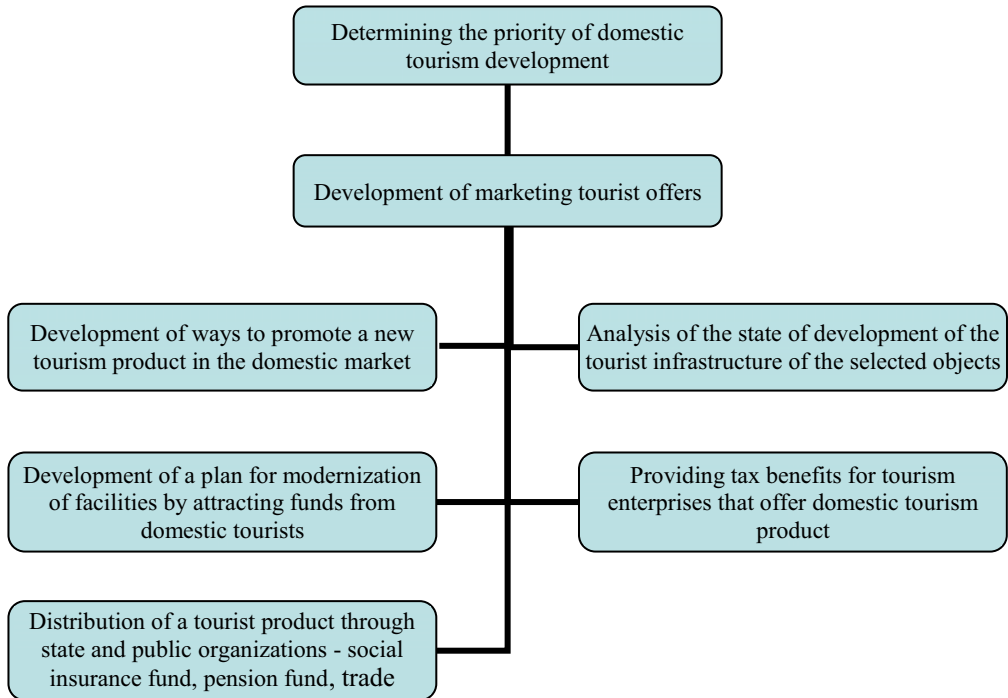 Determining the priority of domestic
tourism development
Development of marketing tourist offers
Development of ways to promote a new
tourism product in the domestic market
Analysis of the state of development of the
tourist infrastructure of the selected objects
Development of a plan for modernization
of facilities by attracting funds from
domestic tourists
Providing tax benefits for tourism
enterprises that offer domestic tourism
product
Distribution of a tourist product through
state and public organizations - social
insurance fund, pension fund, trade